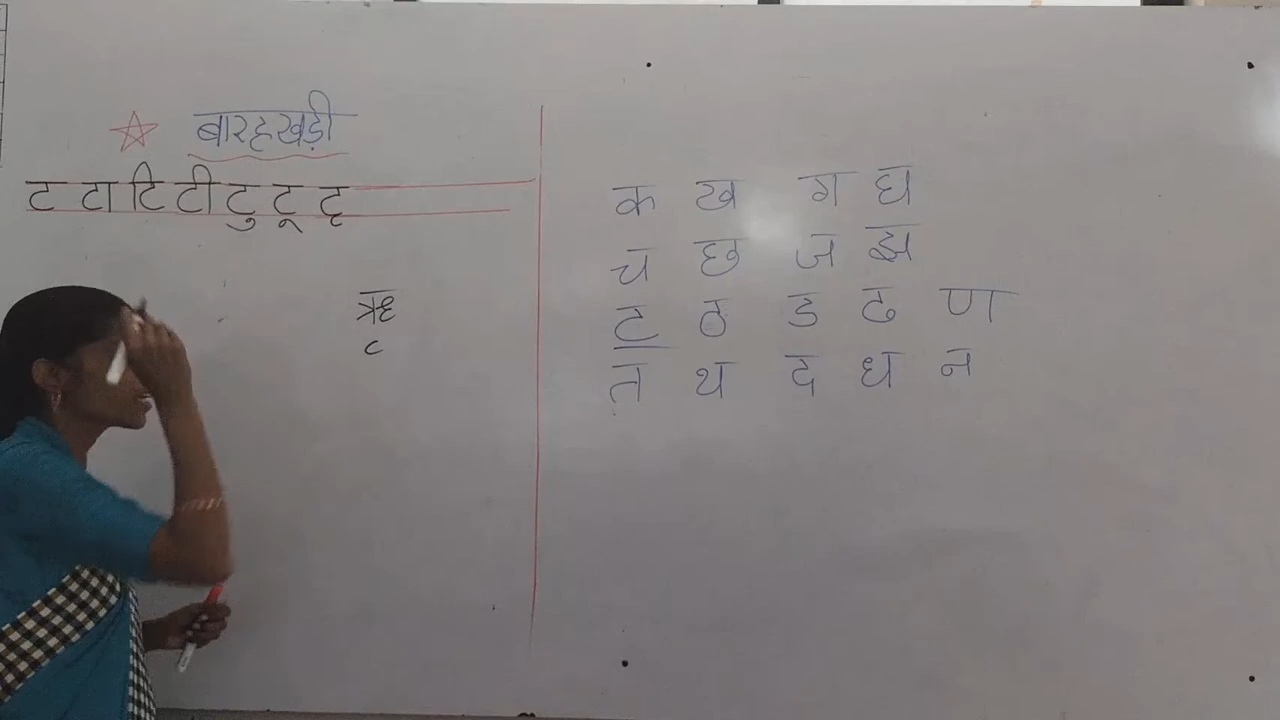 बारहखड़ी
ट टा टि टी टु टू टृ
ऋ
ृ
क ख ग घ
च छ ज झ
ट ठ ड ढ ण
त थ द ध न